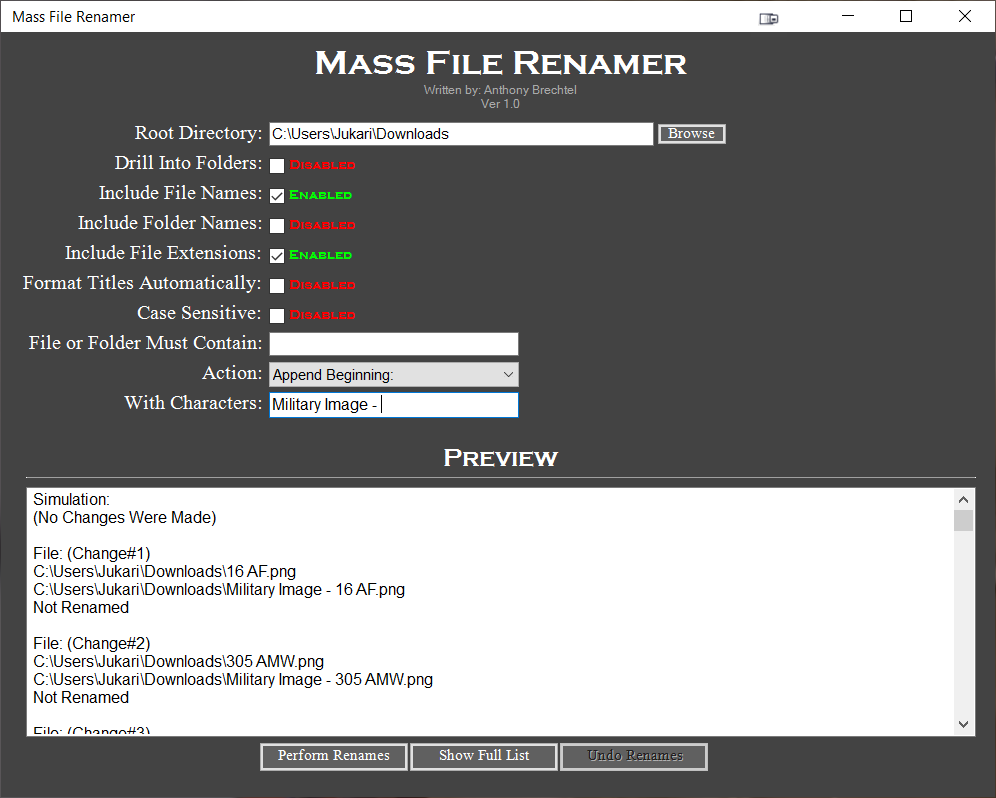 Mass File Renamer
Mass File Renamer
Written by: Anthony Brechtel
Ver 1.0
Root Directory: C:\Users\Jukari\Downloads Browse
Drill Into Folders: Disabled
Include File Names: Enabled
Include Folder Names: Disabled
Include File Extensions: Enabled
Format Titles Automatically: Disabled
Case Sensitive: Disabled
File or Folder Must Contain:
Action: Append Beginning:
With Characters: Military Image -
Preview
Simulation:
(No Changes Were Made)
File: (Change#1)
C:\Users\Jukari\Downloads\16 AF.png
C:\Users\Jukari\Downloads\Military Image - 16 AF.png
Not Renamed
File: (Change#2)
C:\Users\Jukari\Downloads\305 AMW.png
C:\Users\Jukari\Downloads\Military Image - 305 AMW.png
Not Renamed
File: (Change#3)
Perform Renames Show Full List Undo Renames